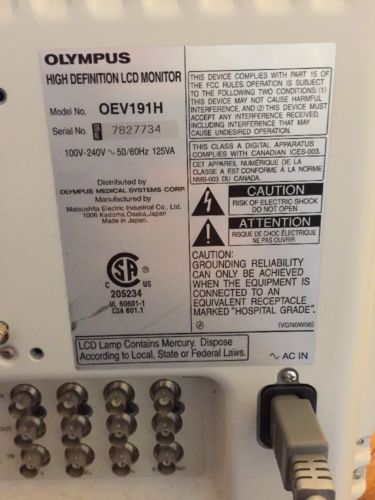 OLYMPUS
HIGH DEFINITION LCD MONITOR
Model No. OEV191H
Serial No. 7827734
100V-240V ~ 50/60Hz 125VA
Distributed by
OLYMPUS MEDICAL SYSTEMS CORP.
Manufactured by
Matsushita Electric Industrial Co., Ltd.
1006 Kadoma, Osaka, Japan
Made in Japan.
CSA
C US
205234
UL 60601-1
CSA 601.1
THIS DEVICE COMPLIES WITH PART 15 OF
THE FCC RULES OPERATION IS SUBJECT
TO THE FOLLOWING TWO CONDITIONS: (1)
THIS DEVICE MAY NOT CAUSE HARMFUL
INTERFERENCE, AND (2) THIS DEVICE MUST
ACCEPT ANY INTERFERENCE RECEIVED,
INCLUDING INTERFERENCE THAT MAY
CAUSE UNDESIRED OPERATION.
THIS CLASS A DIGITAL APPARATUS
COMPLIES WITH CANADIAN ICES-003.
CET APPAREIL NUMÉRIQUE DE LA
CLASSE A EST CONFORME A LA NORME
NMB-003 DU CANADA.
CAUTION
RISK OF ELECTRIC SHOCK
DO NOT OPEN
ATTENTION
RISQUE DE CHOC ÉLECTRIQUE
NE PAS OUVRIR
CAUTION:
GROUNDING RELIABILITY
CAN ONLY BE ACHIEVED
WHEN THE EQUIPMENT IS
CONNECTED TO AN
EQUIVALENT RECEPTACLE
MARKED "HOSPITAL GRADE".
(VGN0W06)
LCD Lamp Contains Mercury. Dispose
According to Local, State or Federal Laws.
~ AC IN
OUT
IN